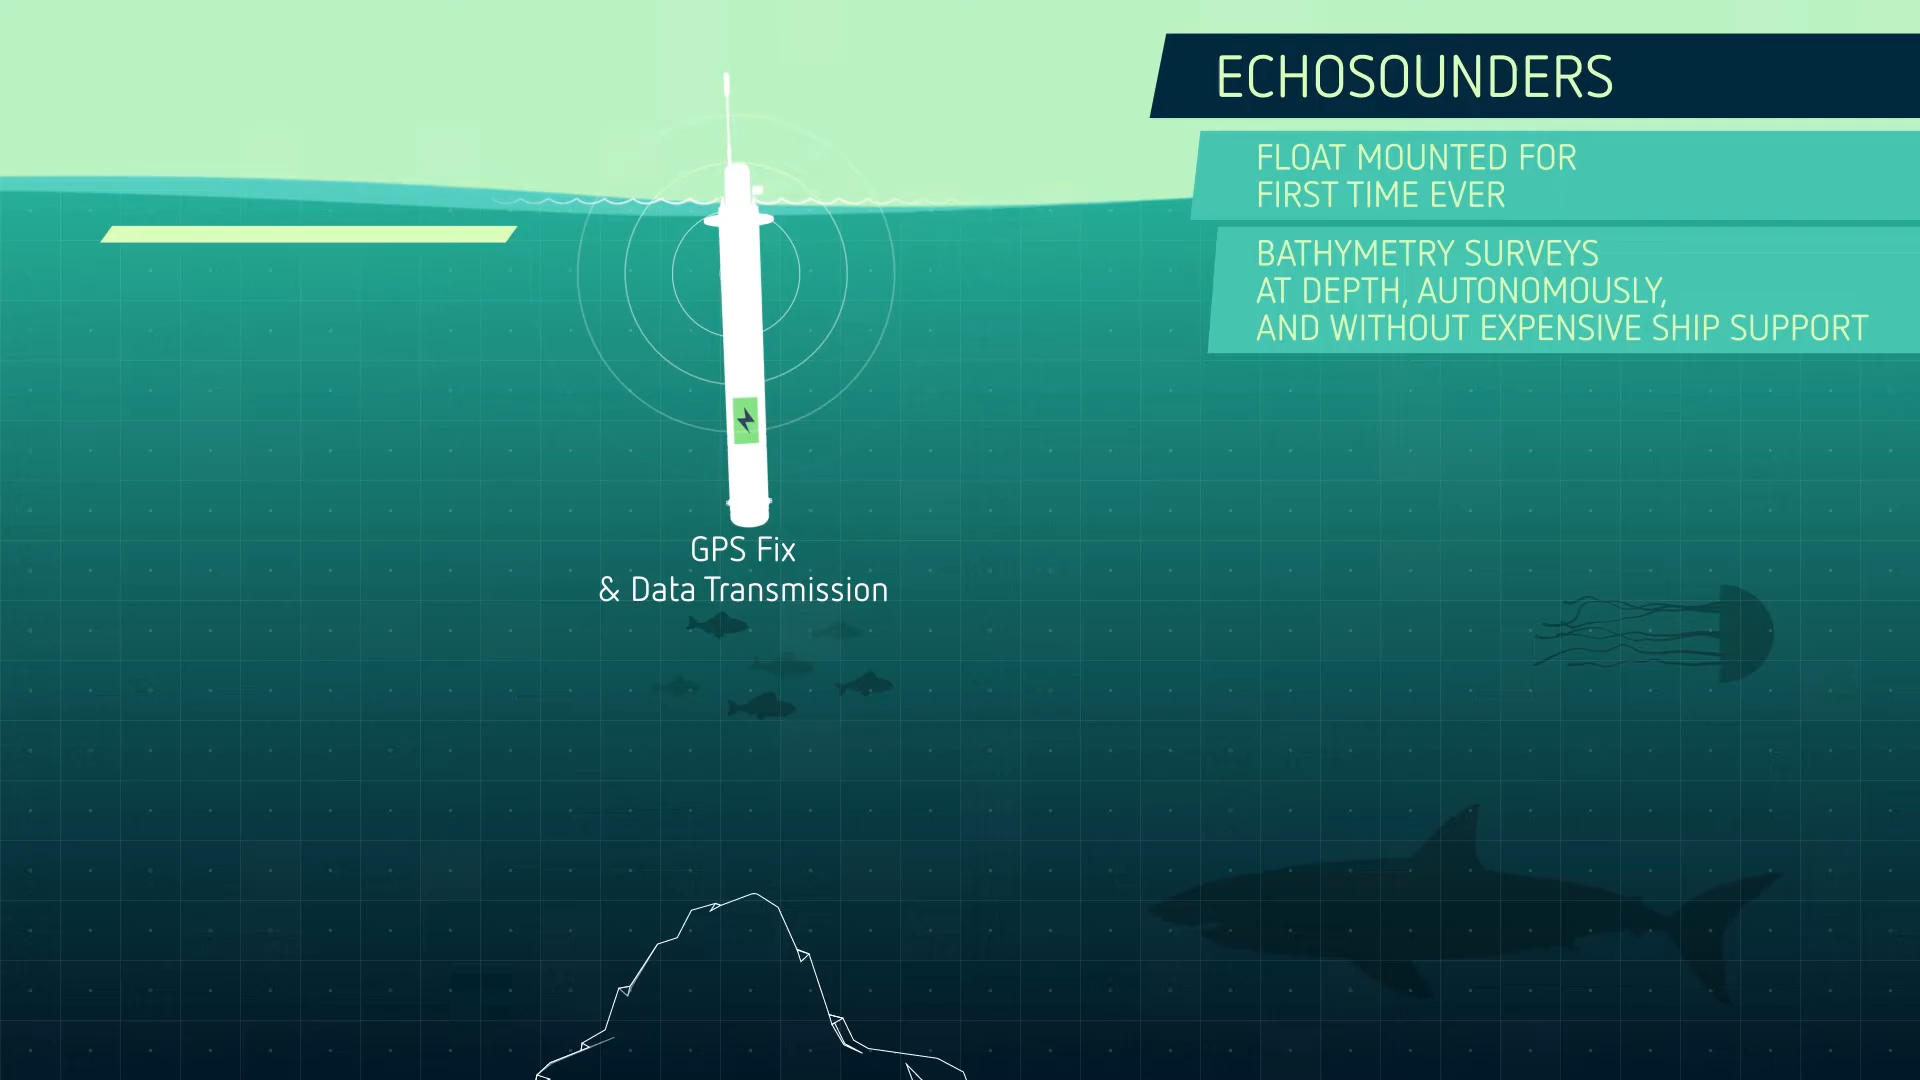 ECHOSOUNDERS
FLOAT MOUNTED FOR
FIRST TIME EVER
BATHYMETRY SURVEYS
AT DEPTH, AUTONOMOUSLY,
AND WITHOUT EXPENSIVE SHIP SUPPORT
GPS Fix
& Data Transmission